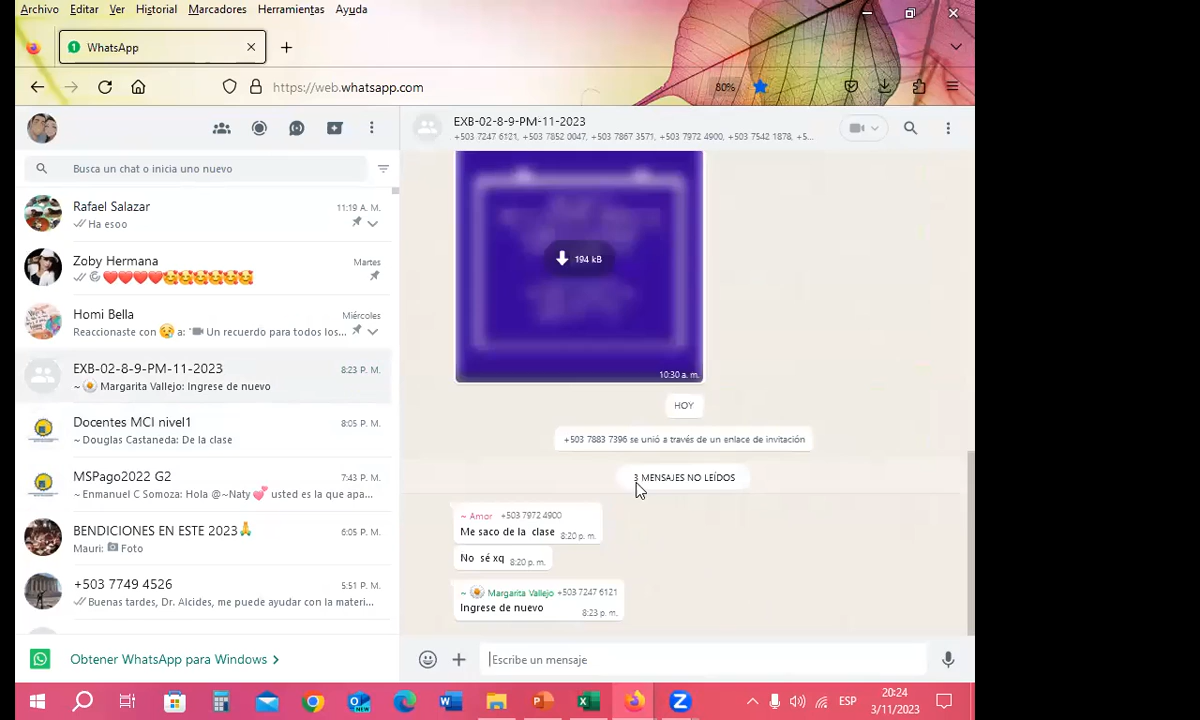 Archivo Editar Ver Historial Marcadores Herramientas Ayuda
1 WhatsApp
https://web.whatsapp.com
80%
Busca un chat o inicia uno nuevo
Rafael Salazar 11:19 A. M.
Ha esoo
Zoby Hermana Martes
❤️❤️❤️❤️🥰🥰🥰🥰🥰🥰
Homi Bella Miércoles
Reaccionaste con 😢 a: "🎥 Un recuerdo para todos los...
EXB-02-8-9-PM-11-2023 8:23 P. M.
~ Margarita Vallejo: Ingrese de nuevo
Docentes MCI nivel1 8:05 P. M.
~ Douglas Castaneda: De la clase
MSPago2022 G2 7:43 P. M.
~ Enmanuel C Somoza: Hola @~Naty 💞 usted es la que apa...
BENDICIONES EN ESTE 2023🙏 6:05 P. M.
Mauri: 📷 Foto
+503 7749 4526 5:51 P. M.
Buenas tardes, Dr. Alcides, me puede ayudar con la materi...
Obtener WhatsApp para Windows >
EXB-02-8-9-PM-11-2023
+503 7247 6121, +503 7852 0047, +503 7867 3571, +503 7972 4900, +503 7542 1878, +5...
194 kB
10:30 a. m.
HOY
+503 7883 7396 se unió a través de un enlace de invitación
3 MENSAJES NO LEÍDOS
~ Amor +503 7972 4900
Me saco de la clase 8:20 p. m.
No sé xq 8:20 p. m.
~ Margarita Vallejo +503 7247 6121
Ingrese de nuevo 8:23 p. m.
Escribe un mensaje
ESP
20:24
3/11/2023